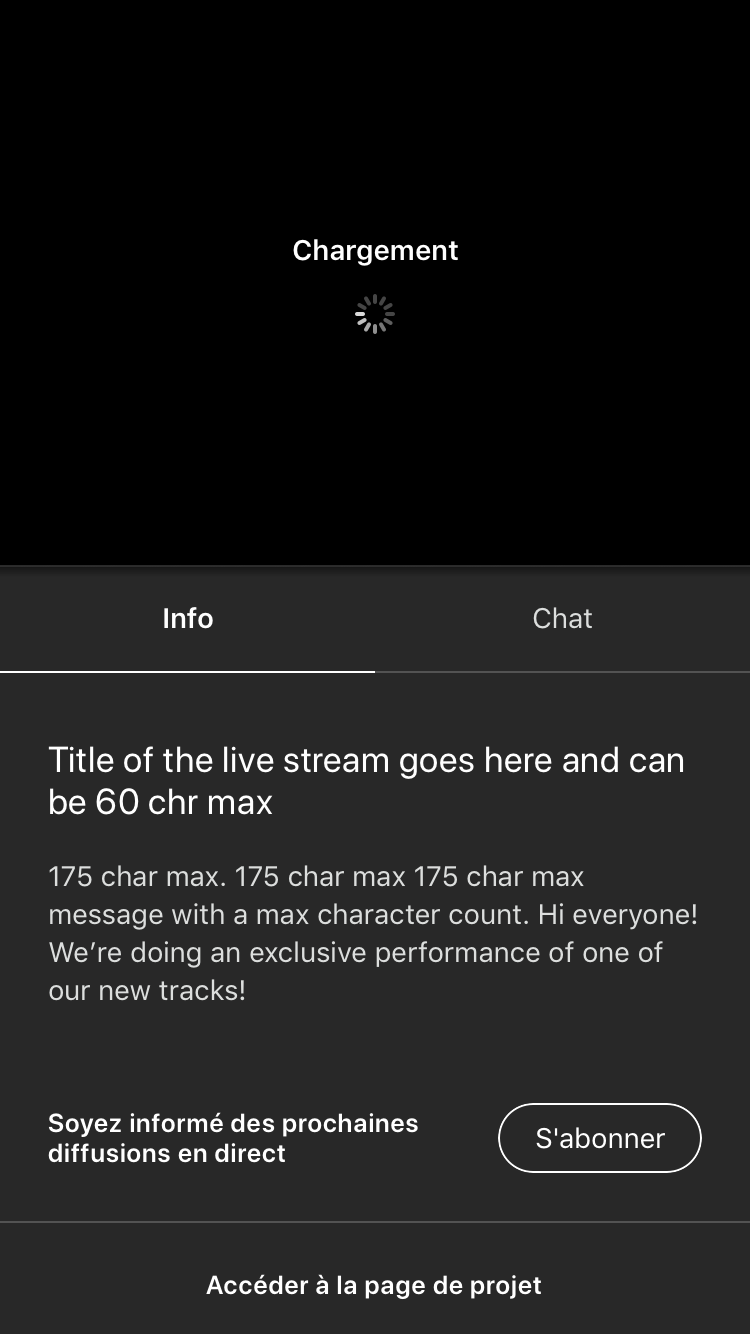 Chargement
Info
Chat
Title of the live stream goes here and can
be 60 chr max
175 char max. 175 char max 175 char max
message with a max character count. Hi everyone!
We’re doing an exclusive performance of one of
our new tracks!
Soyez informé des prochaines
diffusions en direct
S'abonner
Accéder à la page de projet